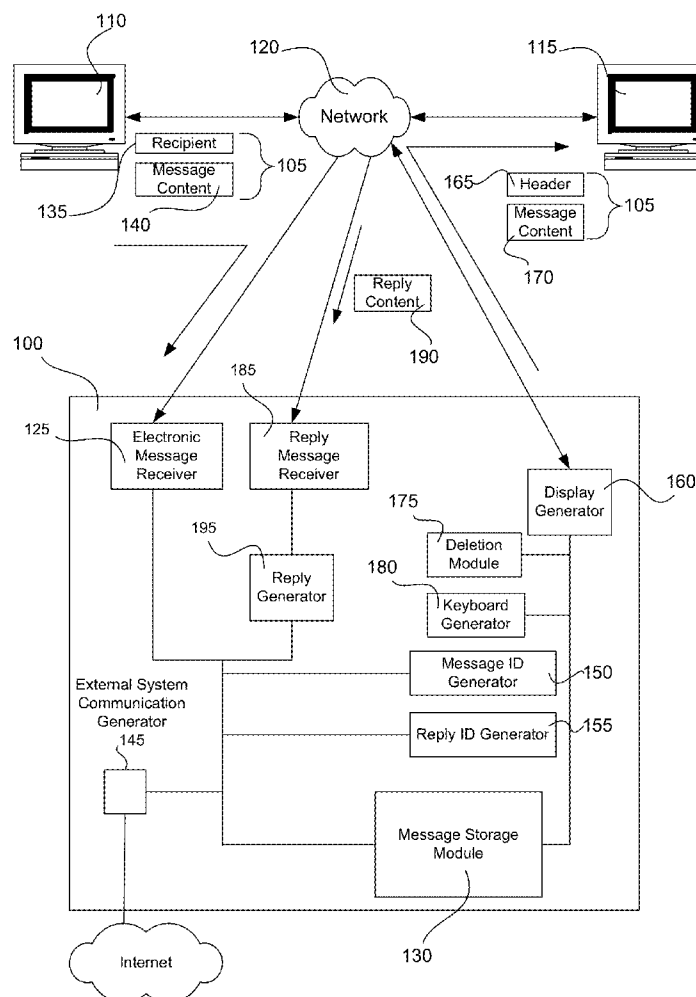 110
120
115
Network
Recipient
Message
Content
105
135
140
165
Header
Message
Content
105
170
Reply
Content
190
100
185
125
Electronic
Message
Receiver
Reply
Message
Receiver
160
Display
Generator
175
Deletion
Module
195
Reply
Generator
180
Keyboard
Generator
Message ID
Generator
150
External System
Communication
Generator
145
Reply ID Generator
155
Message Storage
Module
130
Internet